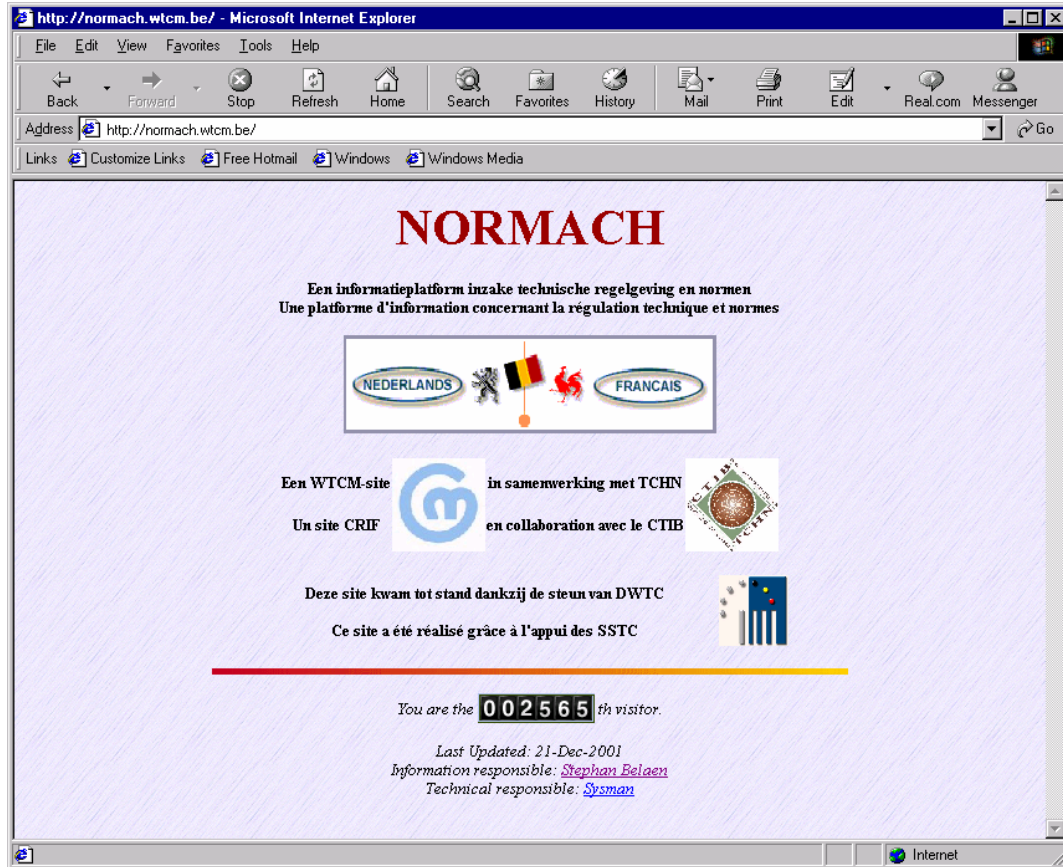 http://normach.wtcm.be/ - Microsoft Internet Explorer
File Edit View Favorites Tools Help
Back Forward Stop Refresh Home Search Favorites History Mail Print Edit Real.com Messenger
Address http://normach.wtcm.be/ Go
Links Customize Links Free Hotmail Windows Windows Media
NORMACH
Een informatieplatform inzake technische regelgeving en normen
Une platforme d'information concernant la régulation technique et normes
NEDERLANDS FRANCAIS
Een WTCM-site in samenwerking met TCHN
Un site CRIF en collaboration avec le CTIB
CTIB
TCHN
Deze site kwam tot stand dankzij de steun van DWTC
Ce site a été réalisé grâce à l'appui des SSTC
You are the 002565 th visitor.
Last Updated: 21-Dec-2001
Information responsible: Stephan Belaen
Technical responsible: Sysman
Internet